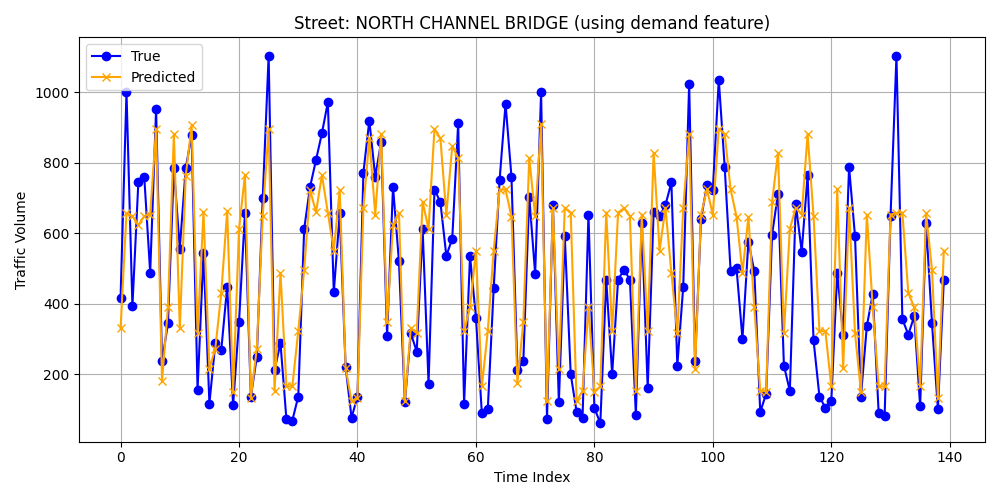 Street: NORTH CHANNEL BRIDGE (using demand feature)
True
Predicted
Traffic Volume
1000
800
600
400
200
0
20
40
60
80
100
120
140
Time Index